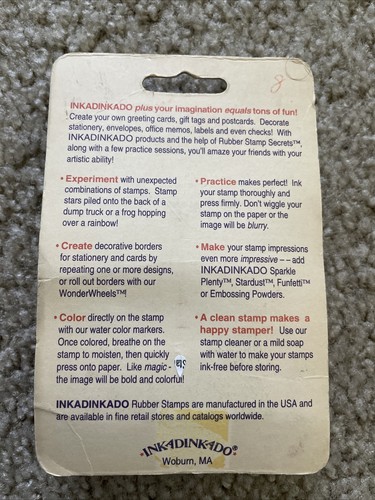 8
INKADINKADO plus your imagination equals tons of fun!
Create your own greeting cards, gift tags and postcards. Decorate
stationery, envelopes, office memos, labels and even checks! With
INKADINKADO products and the help of Rubber Stamp Secrets™,
along with a few practice sessions, you'll amaze your friends with your
artistic ability!
• Experiment with unexpected
combinations of stamps. Stamp
stars piled onto the back of a
dump truck or a frog hopping
over a rainbow!
• Practice makes perfect! Ink
your stamp thoroughly and
press firmly. Don't wiggle your
stamp on the paper or the
image will be blurry.
• Create decorative borders
for stationery and cards by
repeating one or more designs,
or roll out borders with our
WonderWheels™!
• Make your stamp impressions
even more impressive -- add
INKADINKADO Sparkle
Plenty™, Stardust™, Funfetti™
or Embossing Powders.
• Color directly on the stamp
with our water color markers.
Once colored, breathe on the
stamp to moisten, then quickly
press onto paper. Like magic -
the image will be bold and colorful!
• A clean stamp makes a
happy stamper! Use our
stamp cleaner or a mild soap
with water to make your stamps
ink-free before storing.
INKADINKADO Rubber Stamps are manufactured in the USA and
are available in fine retail stores and catalogs worldwide.
INKADINKADO®
Woburn, MA